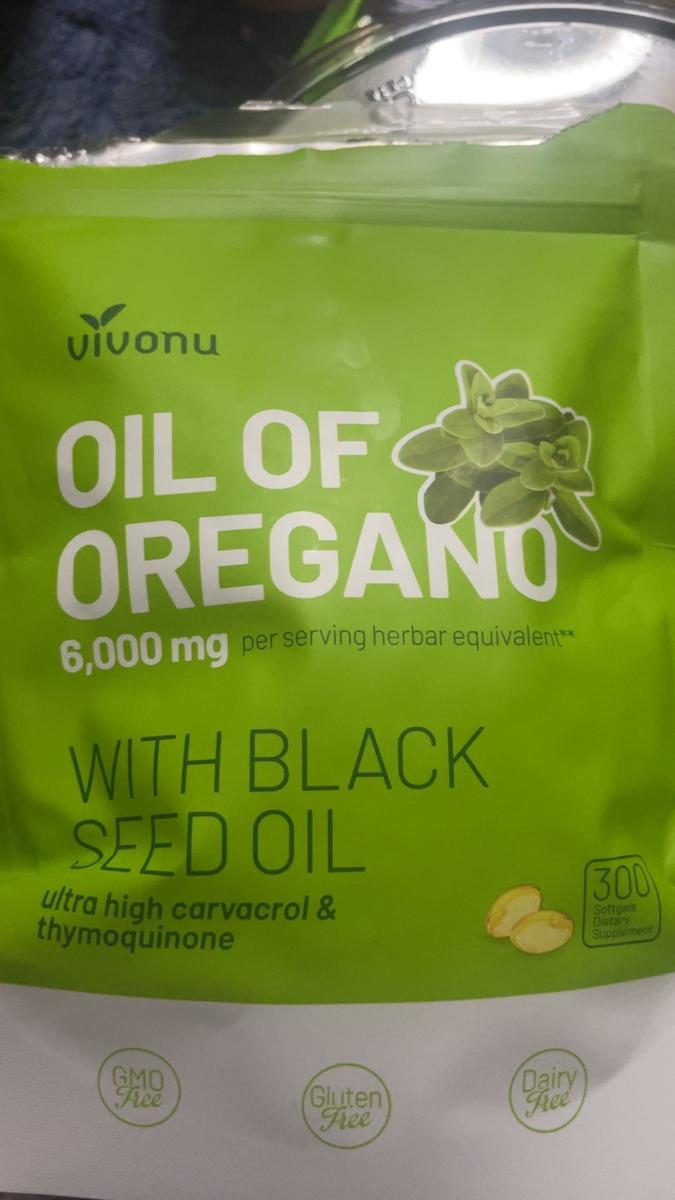 vivonu
OIL OF
OREGANO
6,000 mg per serving herbar equivalent**
WITH BLACK
SEED OIL
ultra high carvacrol &
thymoquinone
300
Softgels
Dietary
Supplement
GMO
Free
Gluten
Free
Dairy
Free